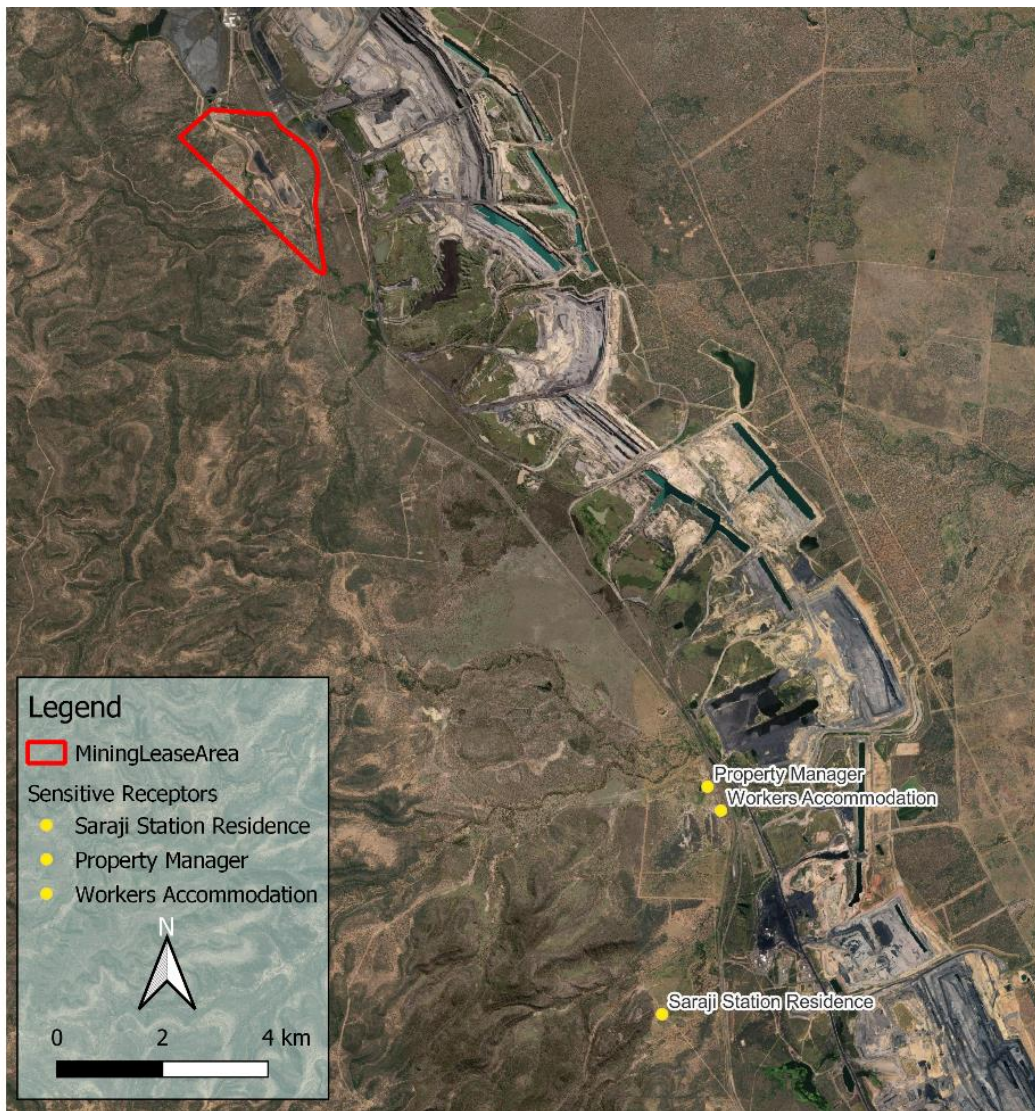 Property Manager
Workers Accommodation
Saraji Station Residence
Legend
MiningLeaseArea
Sensitive Receptors
Saraji Station Residence
Property Manager
Workers Accommodation
N
0 2 4 km